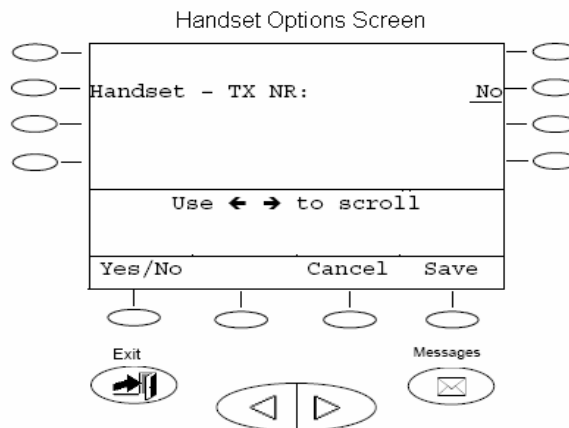 Handset Options Screen
Handset - TX NR: No
Use ← → to scroll
Yes/No Cancel Save
Exit Messages